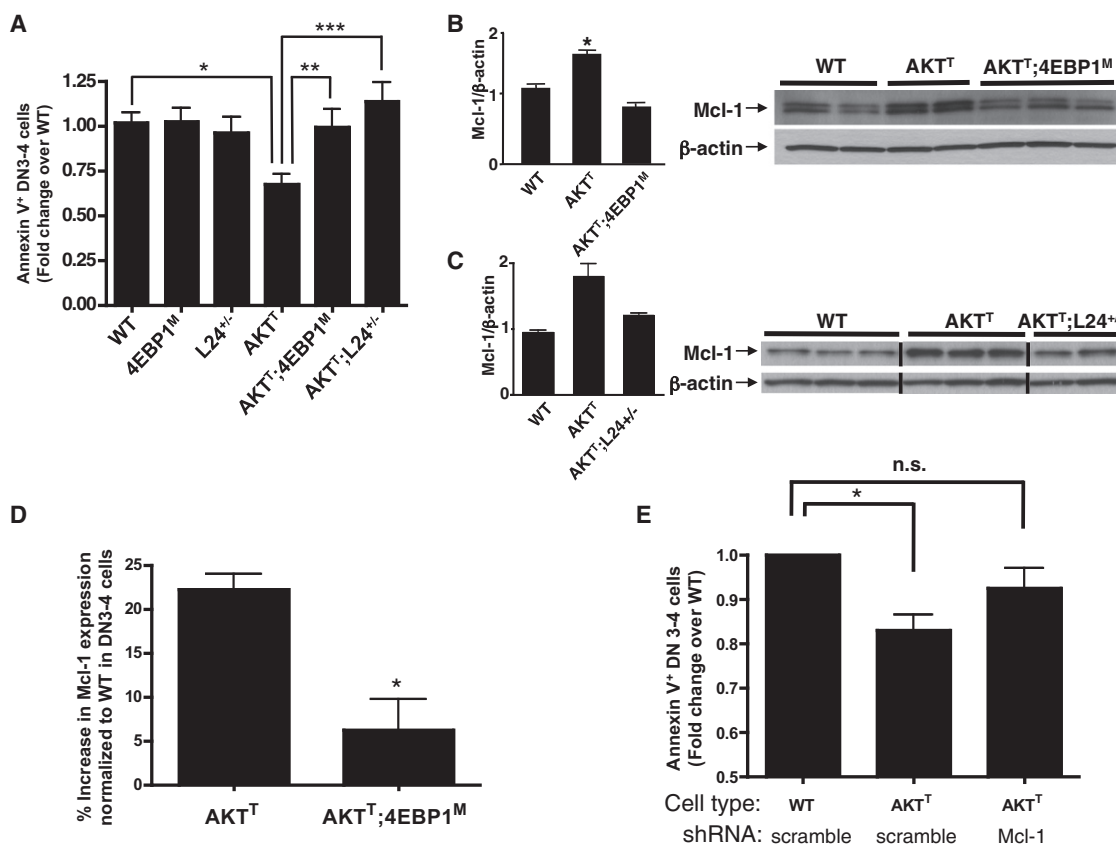 A
Annexin V⁺ DN3-4 cells
(Fold change over WT)
1.25
1.00
0.75
0.50
0.25
0.00
*
**
***
WT
4EBP1ᴹ
L24⁺/⁻
AKTᵀ
AKTᵀ;4EBP1ᴹ
AKTᵀ;L24⁺/⁻
B
Mcl-1/β-actin
2
1
0
*
WT
AKTᵀ
AKTᵀ;4EBP1ᴹ
WT
AKTᵀ
AKTᵀ;4EBP1ᴹ
Mcl-1
β-actin
C
Mcl-1/β-actin
2
1
0
WT
AKTᵀ
AKTᵀ;L24+/-
WT
AKTᵀ
AKTᵀ;L24⁺/
Mcl-1
β-actin
D
% Increase in Mcl-1 expression
normalized to WT in DN3-4 cells
25
20
15
10
5
0
*
AKTᵀ
AKTᵀ;4EBP1ᴹ
E
Annexin V⁺ DN 3-4 cells
(Fold change over WT)
1.0
0.9
0.8
0.7
0.6
0.5
n.s.
*
Cell type: WT AKTᵀ AKTᵀ
shRNA: scramble scramble Mcl-1